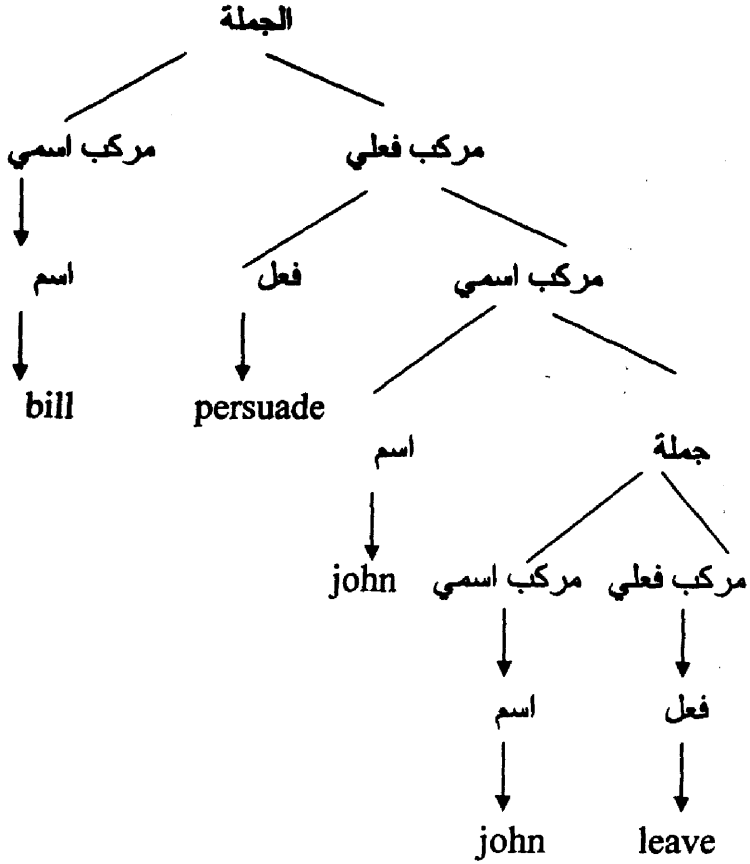 الجملة
مركب اسمي مركب فعلي
اسم فعل مركب اسمي
bill persuade
اسم جملة
john مركب اسمي مركب فعلي
اسم فعل
john leave